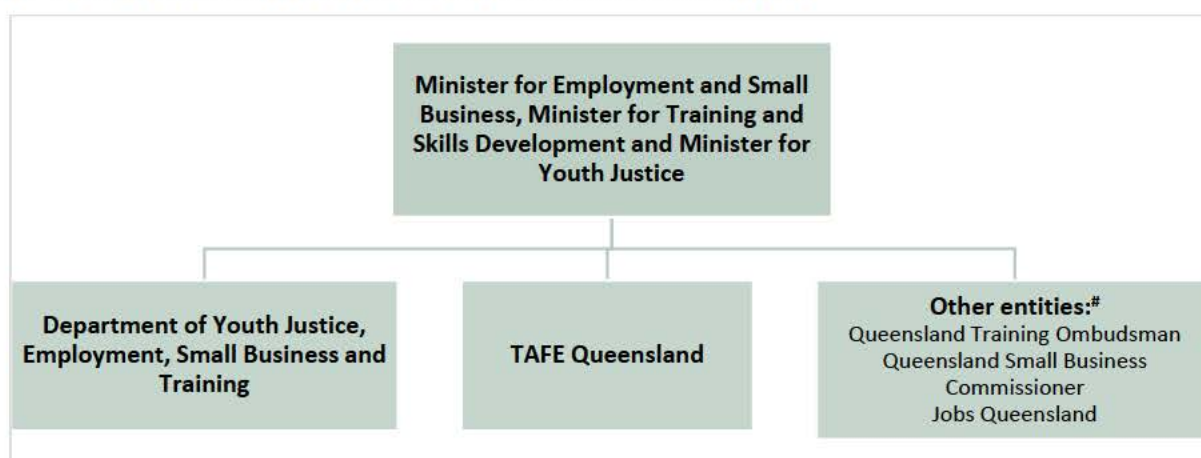 Minister for Employment and Small
Business, Minister for Training and
Skills Development and Minister for
Youth Justice
Department of Youth Justice,
Employment, Small Business and
Training
TAFE Queensland
Other entities:#
Queensland Training Ombudsman
Queensland Small Business
Commissioner
Jobs Queensland